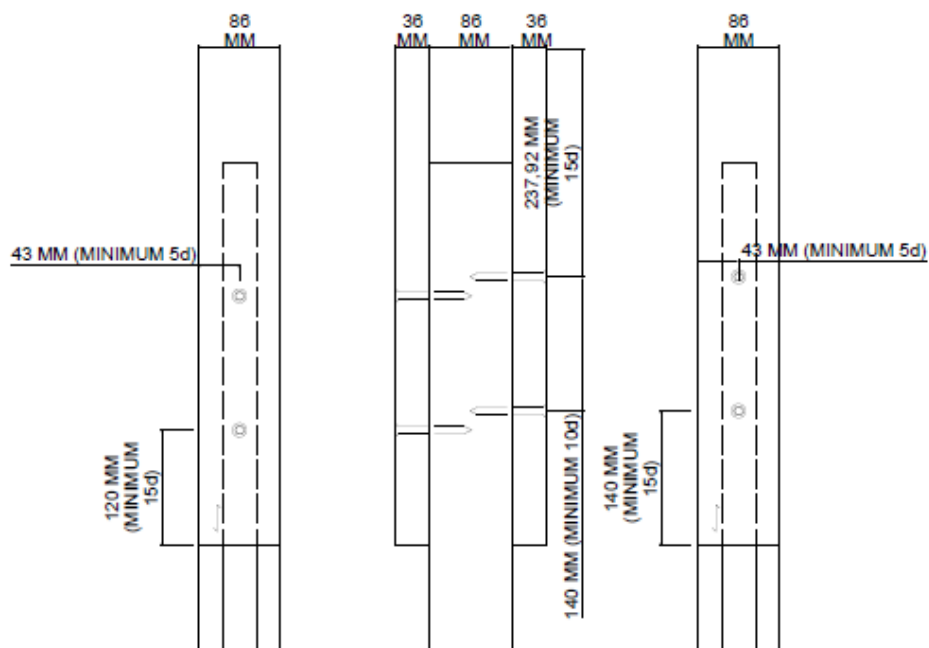 86
MM
36
MM
86
MM
36
MM
86
MM
237,92 MM
(MINIMUM
15d)
43 MM (MINIMUM 5d)
43 MM (MINIMUM 5d)
120 MM
(MINIMUM
15d)
140 MM (MINIMUM 10d)
140 MM
(MINIMUM
15d)